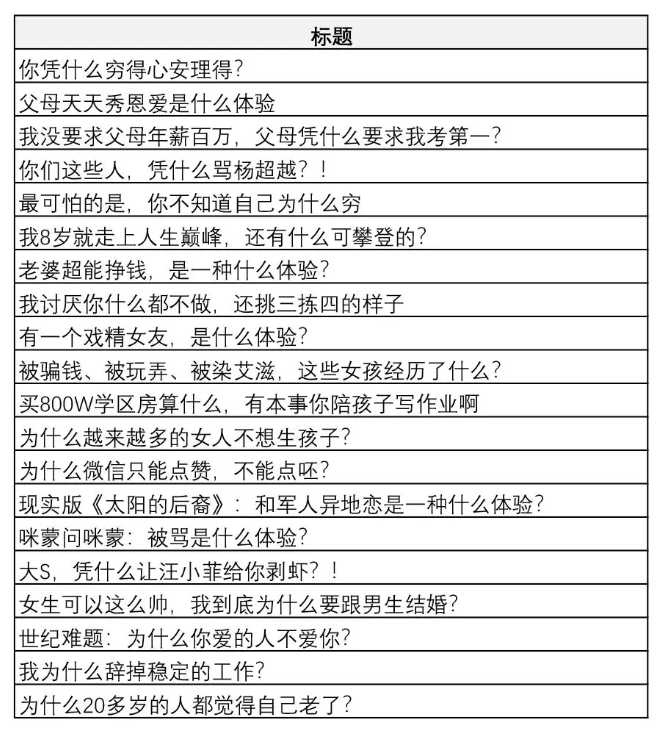 标题
你凭什么穷得心安理得？
父母天天秀恩爱是什么体验
我没要求父母年薪百万，父母凭什么要求我考第一？
你们这些人，凭什么骂杨超越？！
最可怕的是，你不知道自己为什么穷
我8岁就走上人生巅峰，还有什么可攀登的？
老婆超能挣钱，是一种什么体验？
我讨厌你什么都不做，还挑三拣四的样子
有一个戏精女友，是什么体验？
被骗钱、被玩弄、被染艾滋，这些女孩经历了什么？
买800W学区房算什么，有本事你陪孩子写作业啊
为什么越来越多的女人不想生孩子？
为什么微信只能点赞，不能点呸？
现实版《太阳的后裔》：和军人异地恋是一种什么体验？
咪蒙问咪蒙：被骂是什么体验？
大S，凭什么让汪小菲给你剥虾？！
女生可以这么帅，我到底为什么要跟男生结婚？
世纪难题：为什么你爱的人不爱你？
我为什么辞掉稳定的工作？
为什么20多岁的人都觉得自己老了？